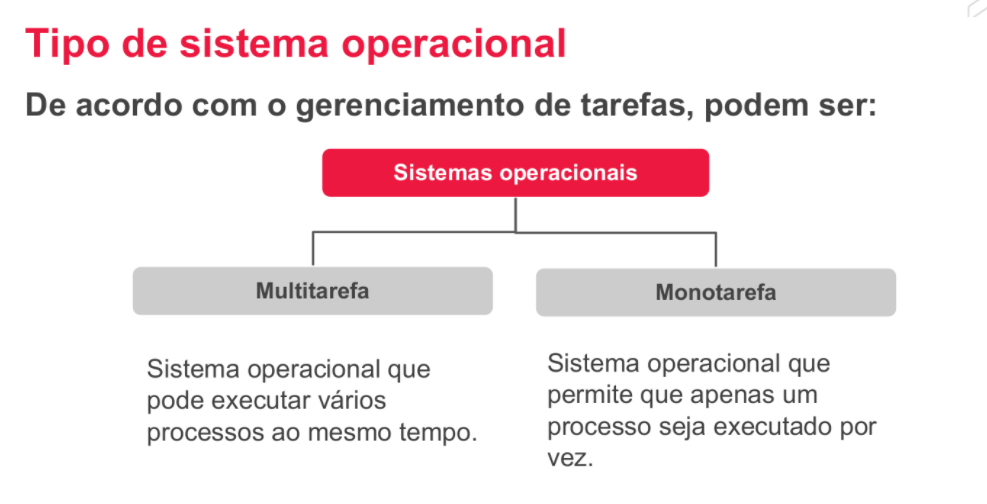 Tipo de sistema operacional
De acordo com o gerenciamento de tarefas, podem ser:
Sistemas operacionais
Multitarefa
Monotarefa
Sistema operacional que
pode executar vários
processos ao mesmo tempo.
Sistema operacional que
permite que apenas um
processo seja executado por
vez.